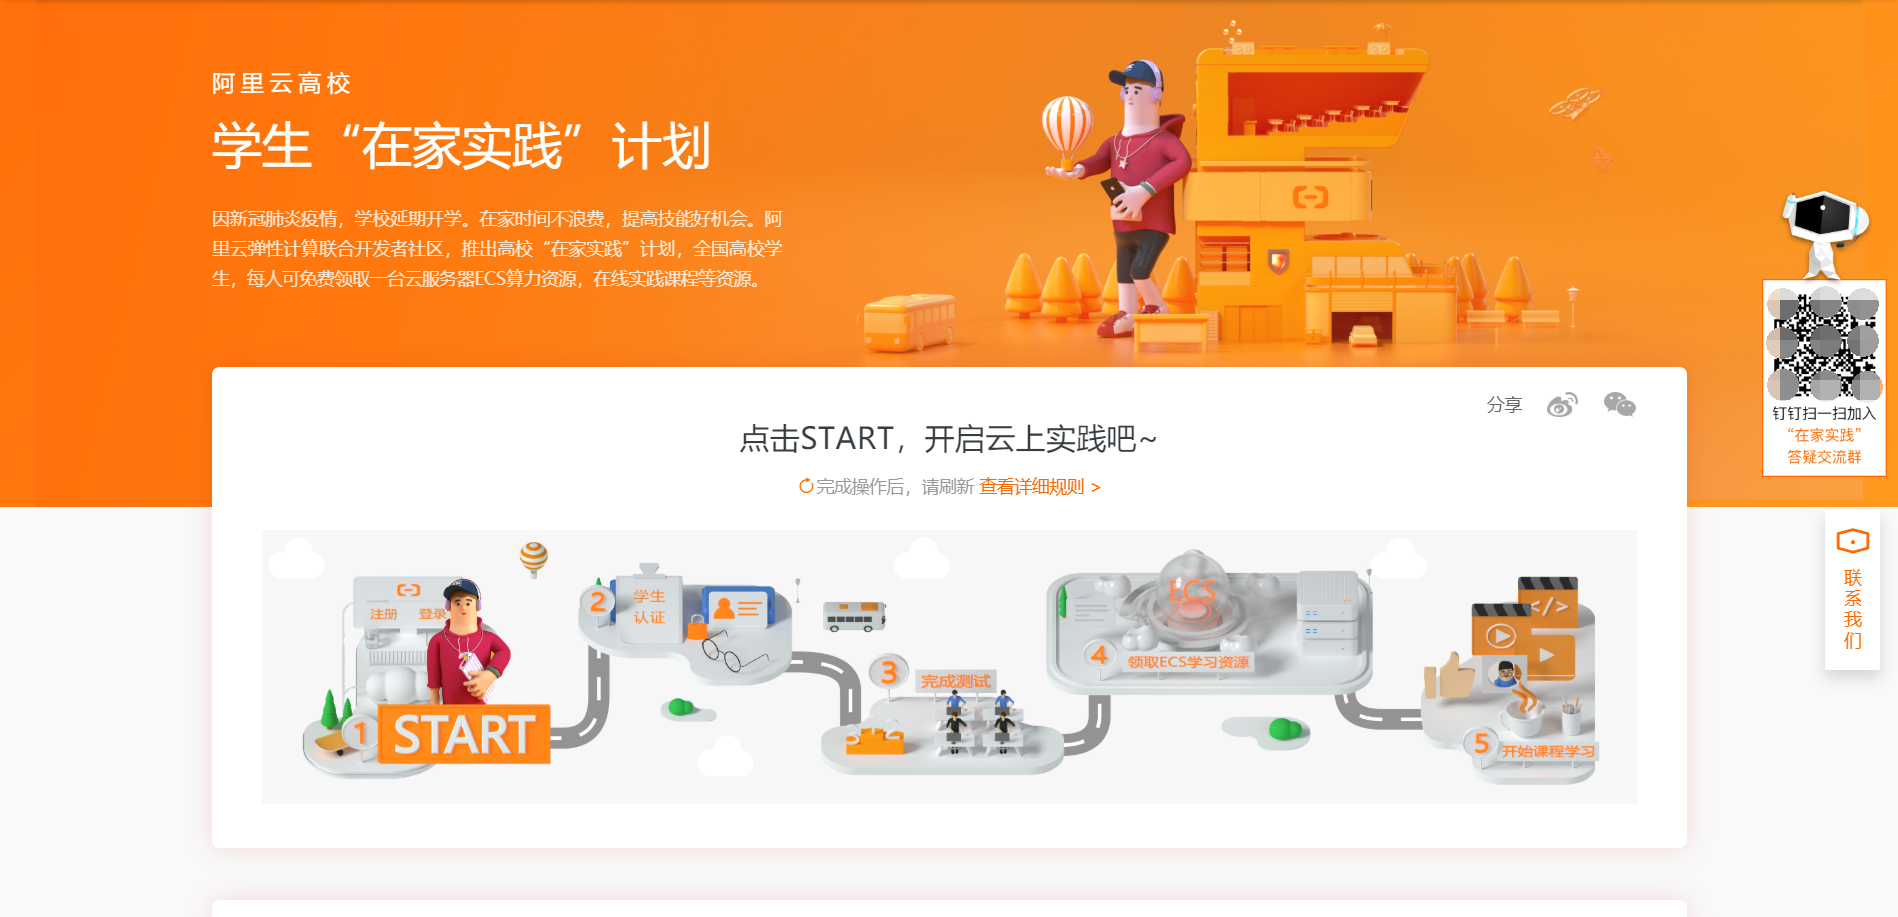 阿里云高校
学生“在家实践”计划
因新冠肺炎疫情，学校延期开学。在家时间不浪费，提高技能好机会。阿
里云弹性计算联合开发者社区，推出高校“在家实践”计划，全国高校学
生，每人可免费领取一台云服务器ECS算力资源，在线实践课程等资源。
分享
点击START，开启云上实践吧~
完成操作后，请刷新 查看详细规则 >
注册 登录
1 START
2
学生
认证
3
完成测试
ECS
4 领取ECS学习资源
</>
5 开始课程学习
钉钉扫一扫加入
“在家实践”
答疑交流群
联系我们